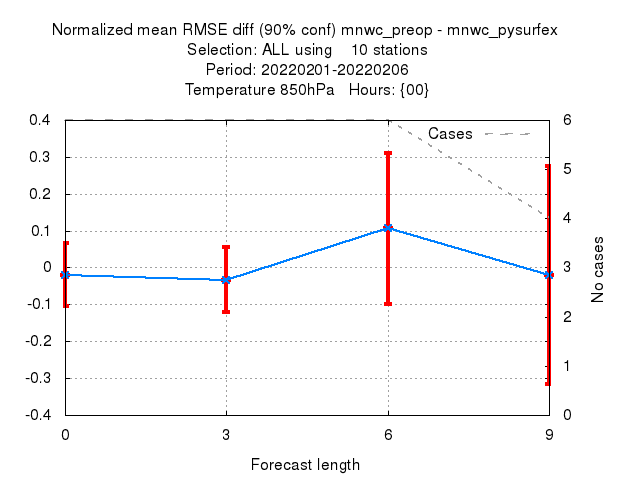 Normalized mean RMSE diff (90% conf) mnwc_preop - mnwc_pysurfex
Selection: ALL using    10 stations
Period: 20220201-20220206
Temperature 850hPa   Hours: {00}
Cases
0.4
0.3
0.2
0.1
0
-0.1
-0.2
-0.3
-0.4
6
5
4
3
2
1
0
No cases
0 3 6 9
Forecast length